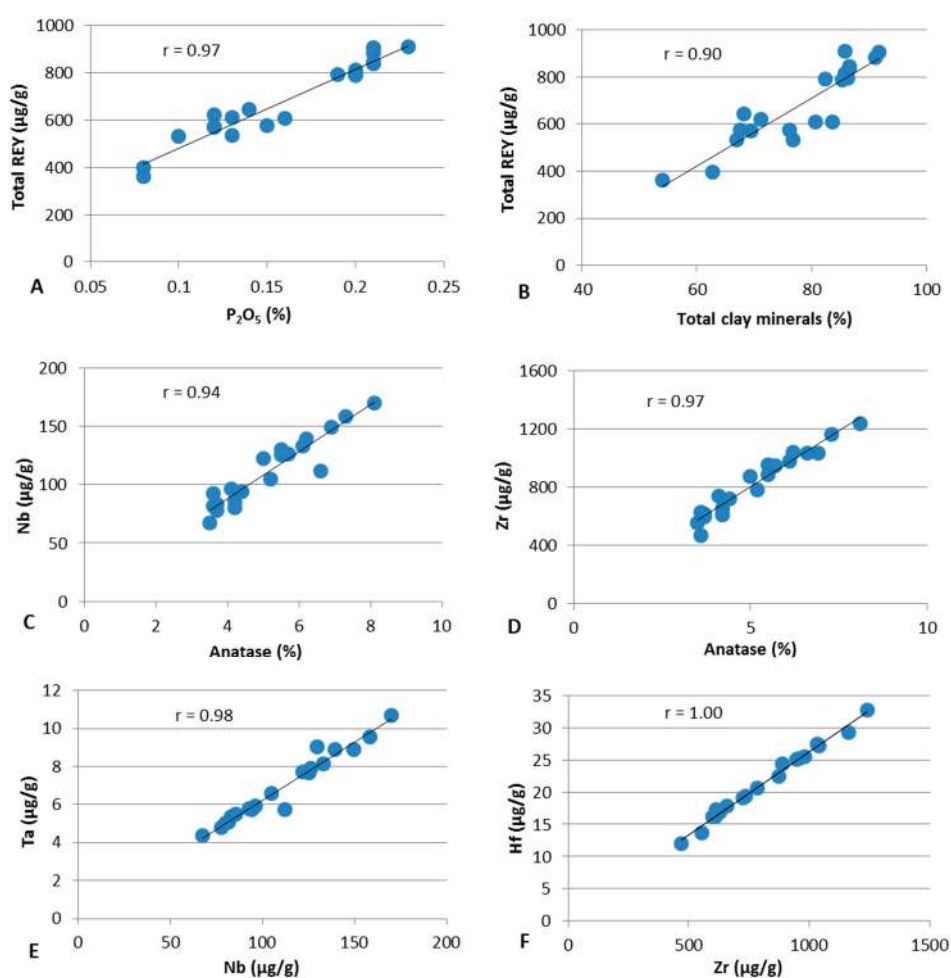 1000
800
600
400
200
0
Total REY (µg/g)
r = 0.97
0.05 0.1 0.15 0.2 0.25
A
P₂O₅ (%)
1000
800
600
400
200
0
Total REY (µg/g)
r = 0.90
40 60 80 100
B
Total clay minerals (%)
200
150
100
50
0
Nb (µg/g)
r = 0.94
0 2 4 6 8 10
C
Anatase (%)
1600
1200
800
400
0
Zr (µg/g)
r = 0.97
0 5 10
D
Anatase (%)
12
10
8
6
4
2
0
Ta (µg/g)
r = 0.98
0 50 100 150 200
E
Nb (µg/g)
35
30
25
20
15
10
5
0
Hf (µg/g)
r = 1.00
0 500 1000 1500
F
Zr (µg/g)